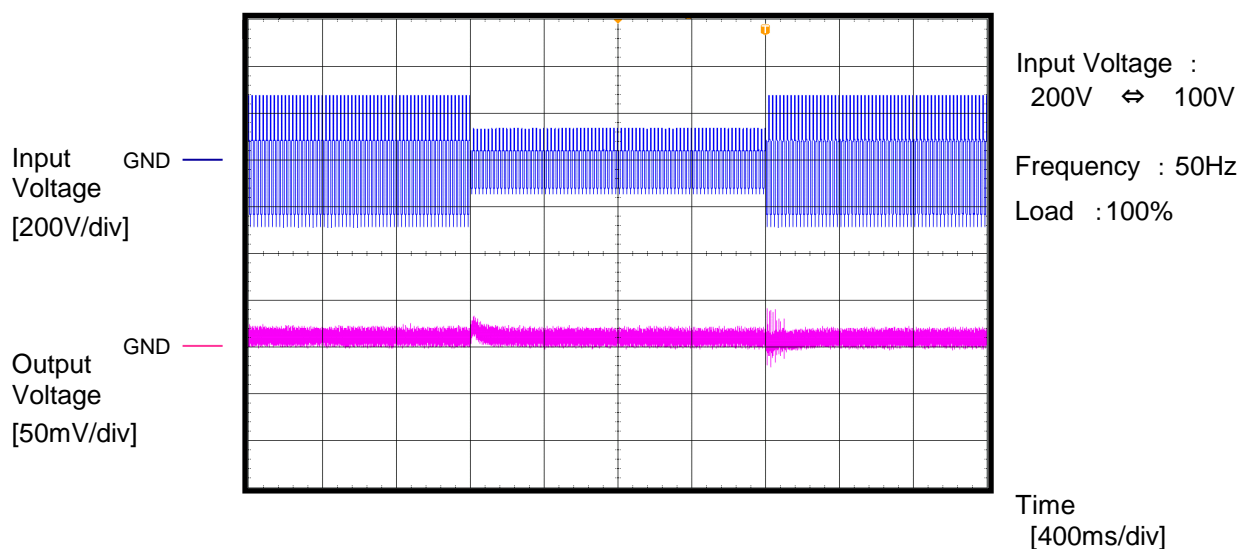 T
Input Voltage :
200V ⇔ 100V
Input
Voltage
[200V/div]
GND
Frequency : 50Hz
Load :100%
GND
Output
Voltage
[50mV/div]
Time
[400ms/div]